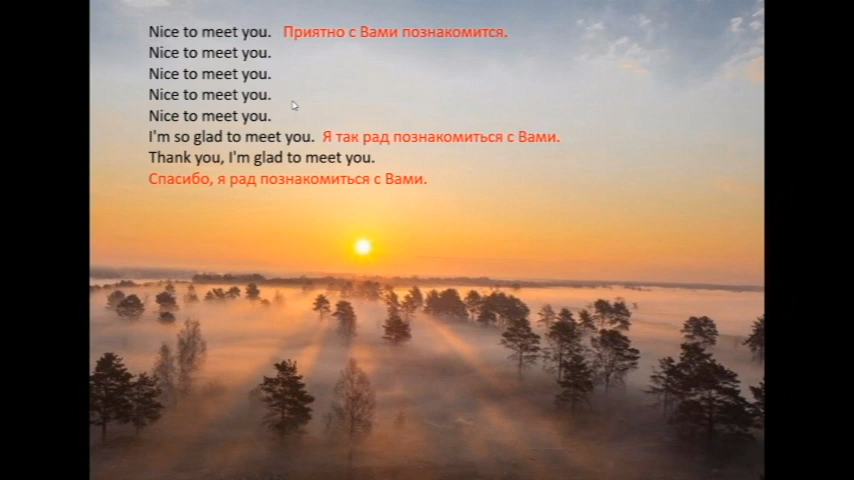 Nice to meet you. Приятно с Вами познакомится.
Nice to meet you.
Nice to meet you.
Nice to meet you.
Nice to meet you.
I'm so glad to meet you. Я так рад познакомиться с Вами.
Thank you, I'm glad to meet you.
Спасибо, я рад познакомиться с Вами.